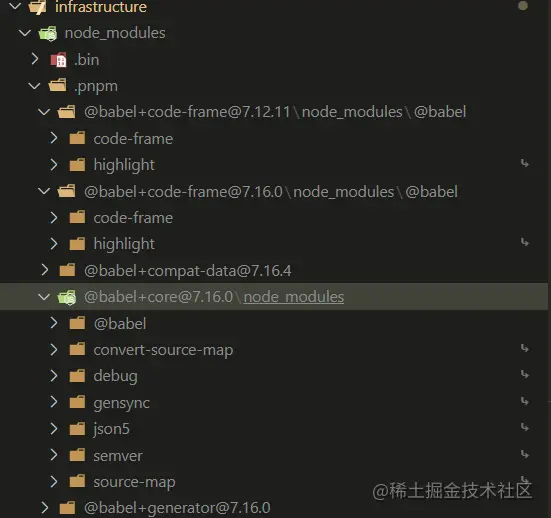 infrastructure
node_modules
.bin
.pnpm
@babel+code-frame@7.12.11\node_modules\@babel
code-frame
highlight
@babel+code-frame@7.16.0\node_modules\@babel
code-frame
highlight
@babel+compat-data@7.16.4
@babel+core@7.16.0\node_modules
@babel
convert-source-map
debug
gensync
json5
semver
source-map
@稀土掘金技术社区
@babel+generator@7.16.0